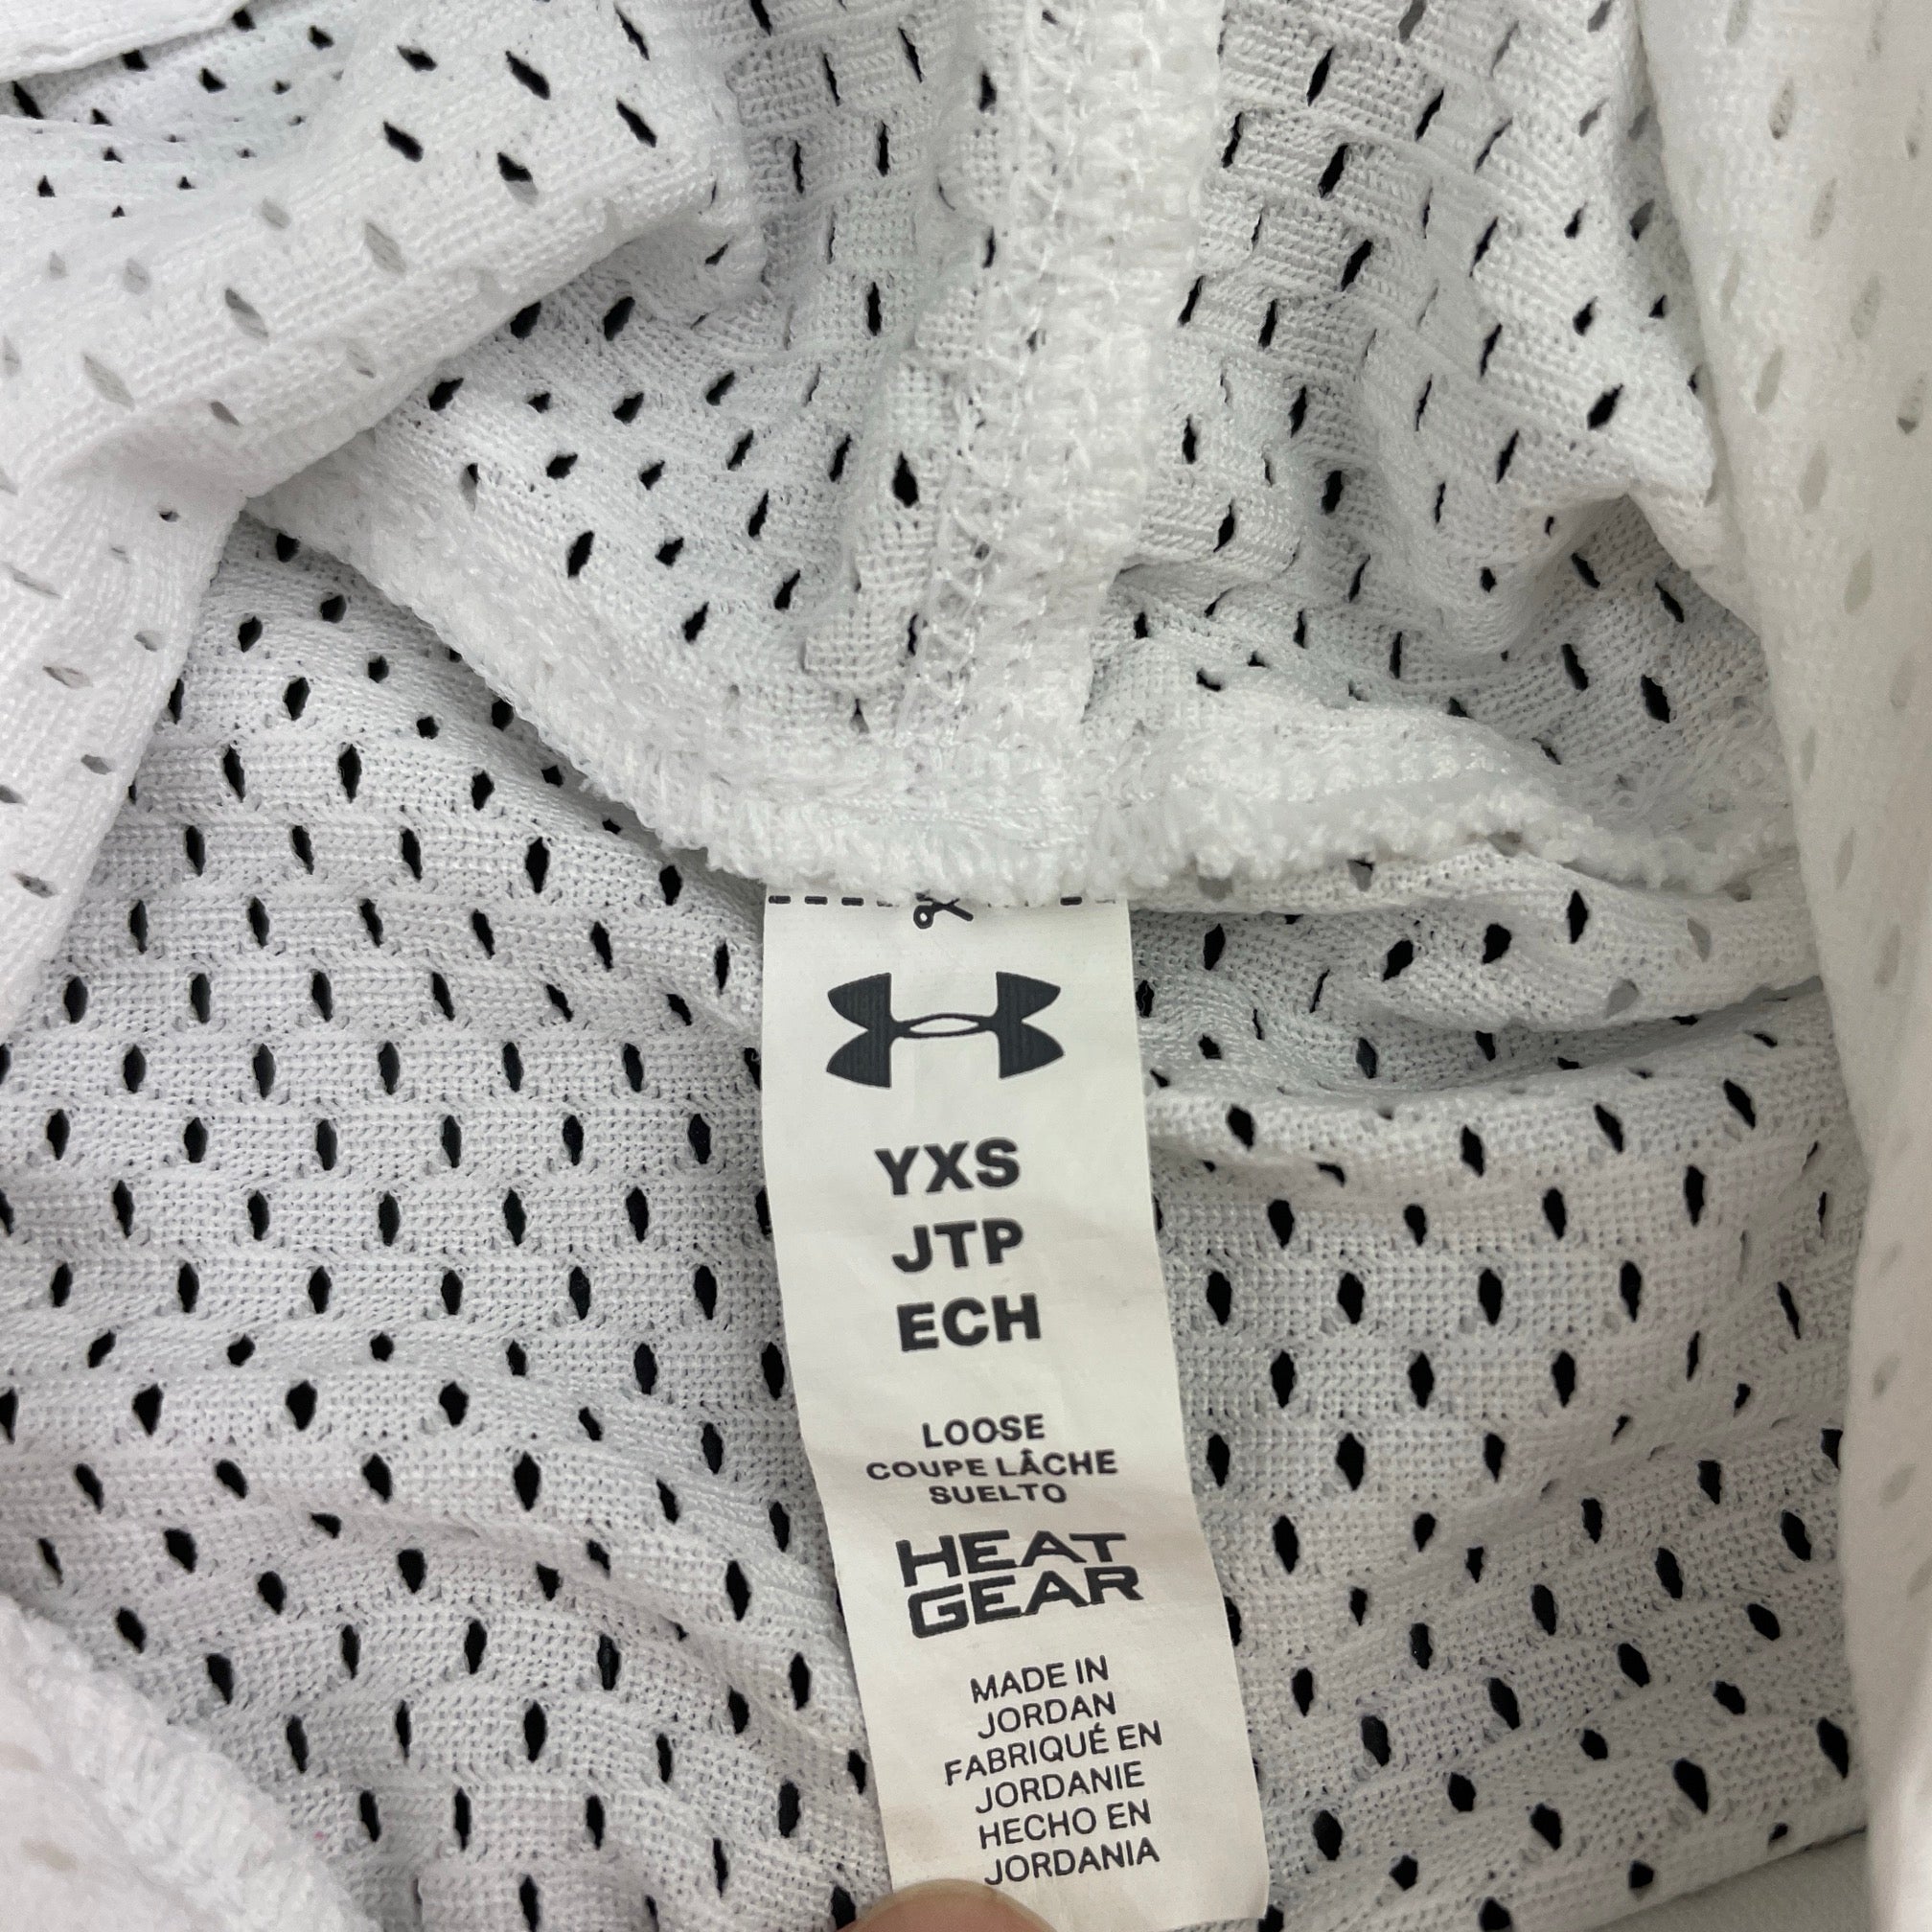 YXS
JTP
ECH
LOOSE
COUPE LÂCHE
SUELTO
HEAT
GEAR
MADE IN
JORDAN
FABRIQUÉ EN
JORDANIE
HECHO EN
JORDANIA